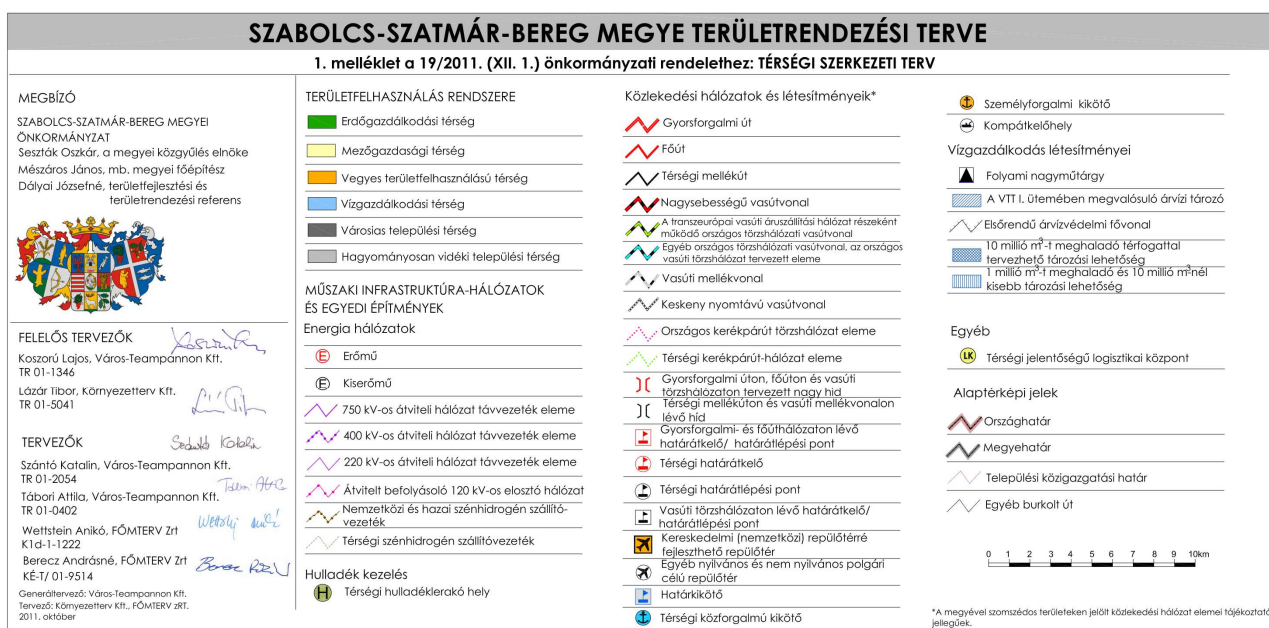 SZABOLCS-SZATMÁR-BEREG MEGYE TERÜLETRENDEZÉSI TERVE
1. melléklet a 19/2011. (XII. 1.) önkormányzati rendelethez: TÉRSÉGI SZERKEZETI TERV
MEGBÍZÓ
SZABOLCS-SZATMÁR-BEREG MEGYEI
ÖNKORMÁNYZAT
Seszták Oszkár, a megyei közgyűlés elnöke
Mészáros János, mb. megyei főépítész
Dályai Józsefné, területfejlesztési és
területrendezési referens
FELELŐS TERVEZŐK
Koszorú Lajos, Város-Teampannon Kft.
TR 01-1346
Lázár Tibor, Környezetterv Kft.
TR 01-5041
TERVEZŐK
Szántó Katalin
Szántó Katalin, Város-Teampannon Kft.
TR 01-2054
Tábori Attila, Város-Teampannon Kft.
TR 01-0402
Wettstein Anikó, FŐMTERV Zrt
K1d-1-1222
Berecz Andrásné, FŐMTERV Zrt
KÉ-T/ 01-9514
Generáltervező: Város-Teampannon Kft.
Tervező: Környezetterv Kft., FŐMTERV zRT.
2011. október
TERÜLETFELHASZNÁLÁS RENDSZERE
Erdőgazdálkodási térség
Mezőgazdasági térség
Vegyes területfelhasználású térség
Vízgazdálkodási térség
Városias települési térség
Hagyományosan vidéki települési térség
MŰSZAKI INFRASTRUKTÚRA-HÁLÓZATOK
ÉS EGYEDI ÉPÍTMÉNYEK
Energia hálózatok
E Erőmű
E Kiserőmű
750 kV-os átviteli hálózat távvezeték eleme
400 kV-os átviteli hálózat távvezeték eleme
220 kV-os átviteli hálózat távvezeték eleme
Átvitelt befolyásoló 120 kV-os elosztó hálózat
Nemzetközi és hazai szénhidrogén szállító-
vezeték
Térségi szénhidrogén szállítóvezeték
Hulladék kezelés
H Térségi hulladéklerakó hely
Közlekedési hálózatok és létesítményeik*
Gyorsforgalmi út
Főút
Térségi mellékút
Nagysebességű vasútvonal
A transzeurópai vasúti áruszállítási hálózat részeként
működő országos törzshálózati vasútvonal
Egyéb országos törzshálózati vasútvonal, az országos
vasúti törzshálózat tervezett eleme
Vasúti mellékvonal
Keskeny nyomtávú vasútvonal
Országos kerékpárút törzshálózat eleme
Térségi kerékpárút-hálózat eleme
Gyorsforgalmi úton, főúton és vasúti
törzshálózaton tervezett nagy hid
Térségi mellékúton és vasúti mellékvonalon
lévő híd
Gyorsforgalmi- és főúthálózaton lévő
határátkelő/ határátlépési pont
Térségi határátkelő
Térségi határátlépési pont
Vasúti törzshálózaton lévő határátkelő/
határátlépési pont
Kereskedelmi (nemzetközi) repülőtérré
fejleszthető repülőtér
Egyéb nyilvános és nem nyilvános polgári
célú repülőtér
Határkikötő
Térségi közforgalmú kikötő
Személyforgalmi kikötő
Kompátkelőhely
Vízgazdálkodás létesítményei
Folyami nagyműtárgy
A VTT I. ütemében megvalósuló árvízi tározó
Elsőrendű árvízvédelmi fővonal
10 millió m³-t meghaladó térfogattal
tervezhető tározási lehetőség
1 millió m³-t meghaladó és 10 millió m³nél
kisebb tározási lehetőség
Egyéb
LK Térségi jelentőségű logisztikai központ
Alaptérképi jelek
Országhatár
Megyehatár
Települési közigazgatási határ
Egyéb burkolt út
0 1 2 3 4 5 6 7 8 9 10km
*A megyével szomszédos területeken jelölt közlekedési hálózat elemei tájékoztató
jellegűek.